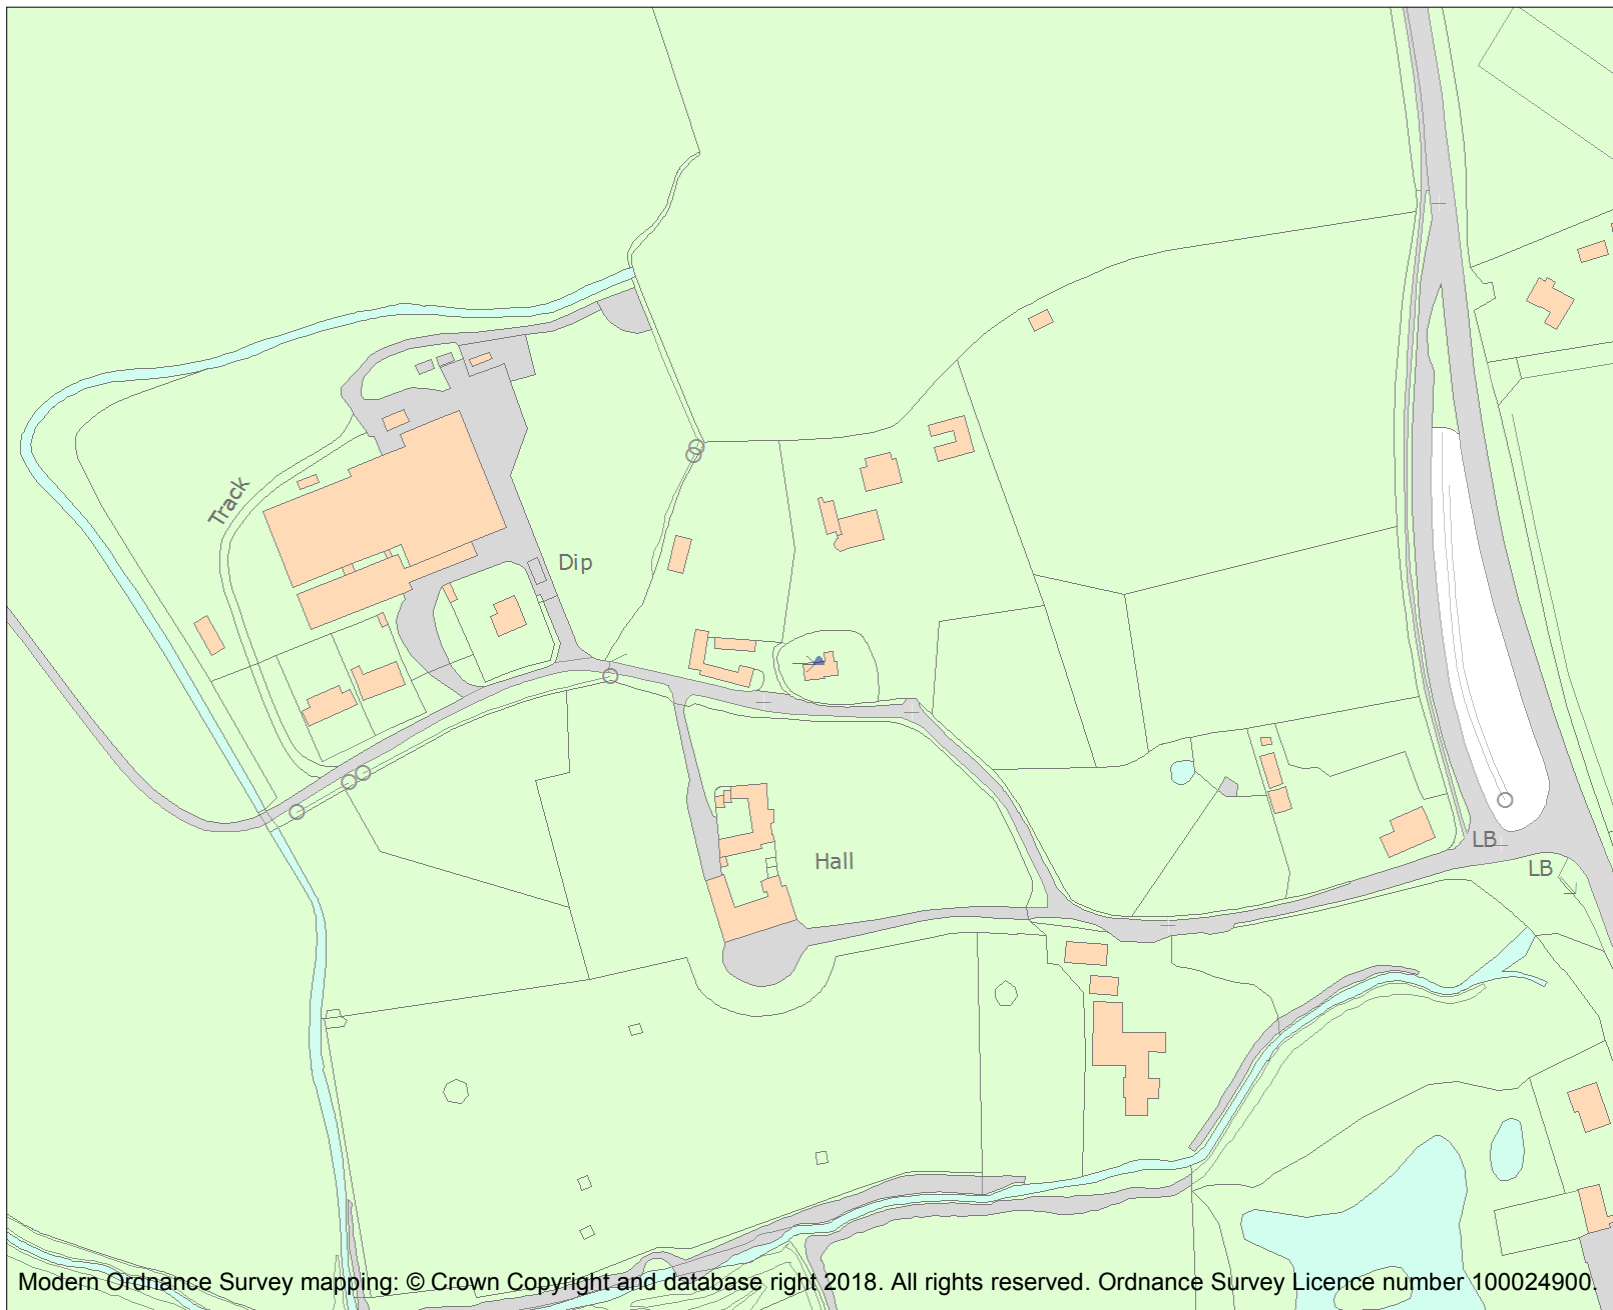 Track
Dip
Hall
LB
LB
Modern Ordnance Survey mapping: © Crown Copyright and database right 2018. All rights reserved. Ordnance Survey Licence number 100024900.